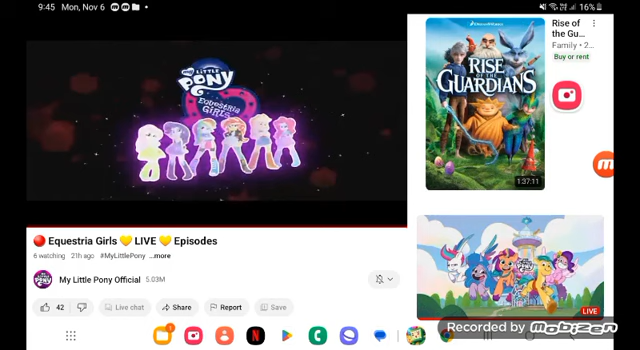 9:45 Mon, Nov 6
16%
my LITTLE PONY
EQUESTRIA GIRLS
🔴 Equestria Girls 💛 LIVE 💛 Episodes
6 watching 21h ago #MyLittlePony ...more
My Little Pony Official 5.03M
42
Live chat
Share
Report
Save
DREAMWORKS
RISE OF THE GUARDIANS
1:37:11
Rise of
the Gu...
Family • 2...
Buy or rent
LIVE
Recorded by mobizen